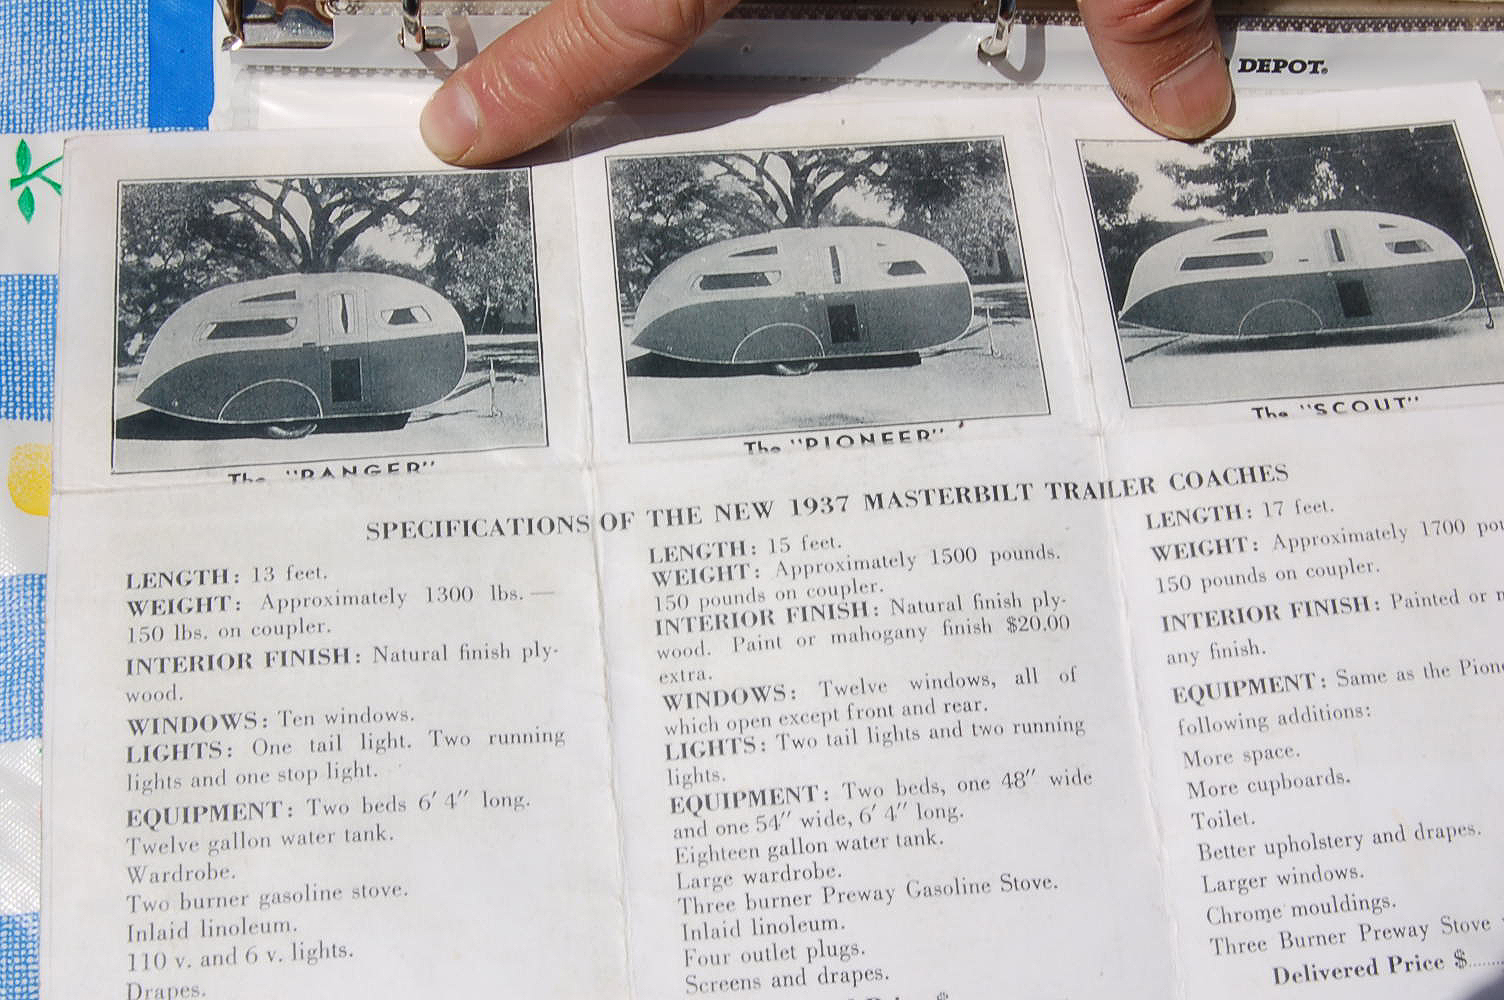 DEPOT®
The "RANGER"
The "PIONEER"
The "SCOUT"
SPECIFICATIONS OF THE NEW 1937 MASTERBILT TRAILER COACHES
LENGTH: 13 feet.
WEIGHT: Approximately 1300 lbs. —
150 lbs. on coupler.
INTERIOR FINISH: Natural finish ply-
wood.
WINDOWS: Ten windows.
LIGHTS: One tail light. Two running
lights and one stop light.
EQUIPMENT: Two beds 6′ 4″ long.
Twelve gallon water tank.
Wardrobe.
Two burner gasoline stove.
Inlaid linoleum.
110 v. and 6 v. lights.
Drapes.
LENGTH: 15 feet.
WEIGHT: Approximately 1500 pounds.
150 pounds on coupler.
INTERIOR FINISH: Natural finish ply-
wood. Paint or mahogany finish $20.00
extra.
WINDOWS: Twelve windows, all of
which open except front and rear.
LIGHTS: Two tail lights and two running
lights.
EQUIPMENT: Two beds, one 48″ wide
and one 54″ wide, 6′ 4″ long.
Eighteen gallon water tank.
Large wardrobe.
Three burner Preway Gasoline Stove.
Inlaid linoleum.
Four outlet plugs.
Screens and drapes.
LENGTH: 17 feet.
WEIGHT: Approximately 1700
150 pounds on coupler.
INTERIOR FINISH: Painted or
any finish.
EQUIPMENT: Same as the
following additions:
More space.
More cupboards.
Toilet.
Better upholstery and drapes.
Larger windows.
Chrome mouldings.
Three Burner Preway Stove
Delivered Price $